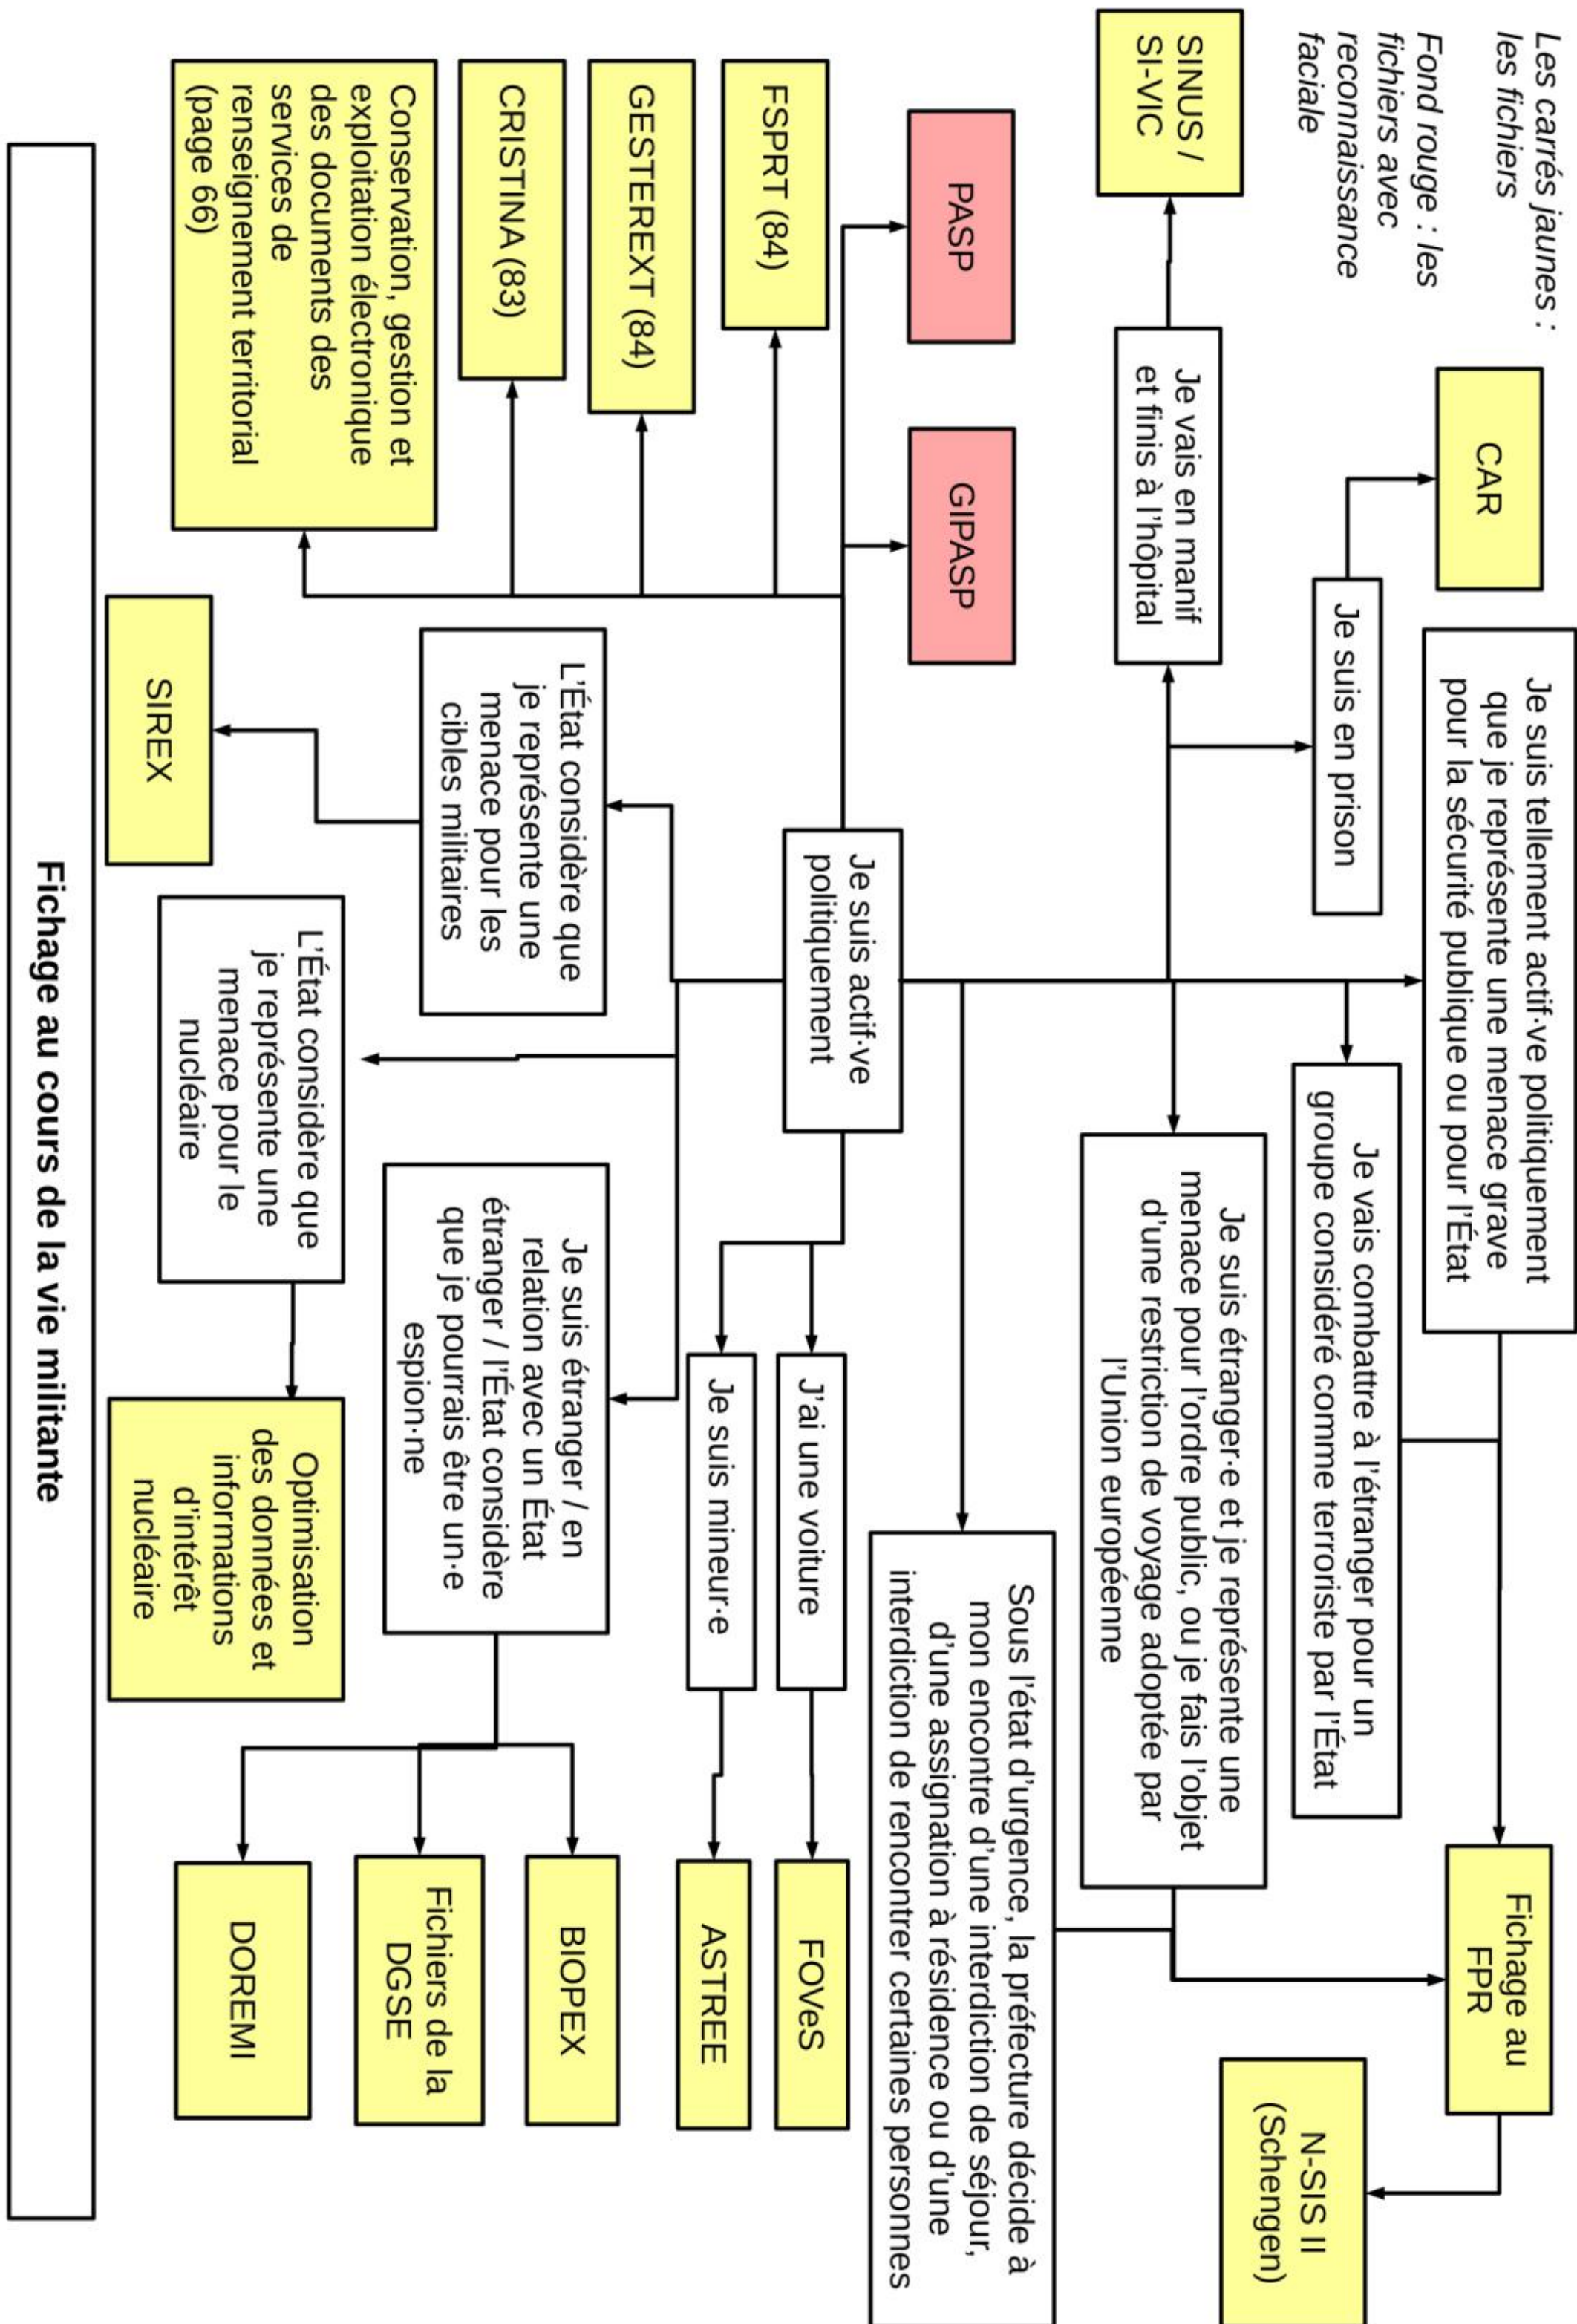 Les carrés jaunes :
les fichiers
Fond rouge : les
fichiers avec
reconnaissance
faciale
CAR
Je suis tellement actif·ve politiquement
que je représente une menace grave
pour la sécurité publique ou pour l'État
Fichage au
FPR
Je suis en prison
Je vais combattre à l'étranger pour un
groupe considéré comme terroriste par l'État
N-SIS II
(Schengen)
SINUS /
SI-VIC
Je vais en manif
et finis à l'hôpital
Je suis étranger·e et je représente une
menace pour l'ordre public, ou je fais l'objet
d'une restriction de voyage adoptée par
l'Union européenne
PASP
GIPASP
Sous l'état d'urgence, la préfecture décide à
mon encontre d'une interdiction de séjour,
d'une assignation à résidence ou d'une
interdiction de rencontrer certaines personnes
Je suis actif·ve
politiquement
FSPRT (84)
J'ai une voiture
FOVeS
GESTEREXT (84)
Je suis mineur·e
ASTREE
CRISTINA (83)
L'État considère que
je représente une
menace pour les
cibles militaires
Je suis étranger / en
relation avec un État
étranger / l'État considère
que je pourrais être un·e
espion·ne
BIOPEX
Fichiers de la
DGSE
DOREMI
Conservation, gestion et
exploitation électronique
des documents des
services de
renseignement territorial
(page 66)
SIREX
L'État considère que
je représente une
menace pour le
nucléaire
Optimisation
des données et
informations
d'intérêt
nucléaire
Fichage au cours de la vie militante